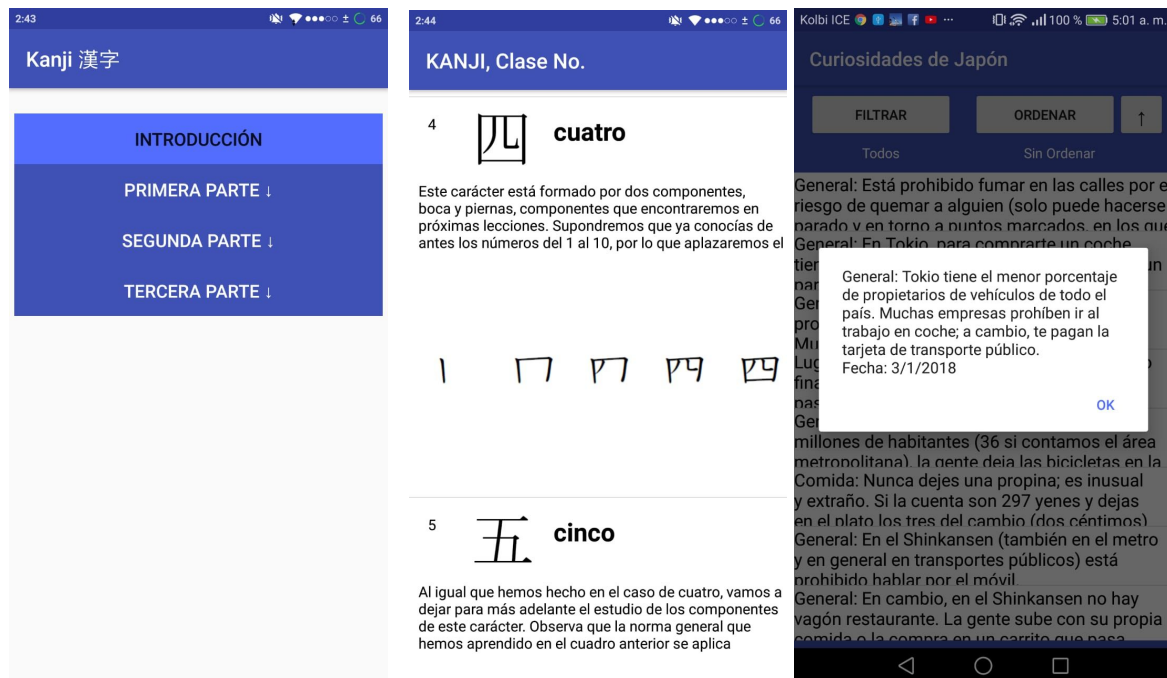 2:43
66
Kanji 漢字
INTRODUCCIÓN
PRIMERA PARTE ↓
SEGUNDA PARTE ↓
TERCERA PARTE ↓
2:44
66
KANJI, Clase No.
4
四
cuatro
Este carácter está formado por dos componentes,
boca y piernas, componentes que encontraremos en
próximas lecciones. Supondremos que ya conocías de
antes los números del 1 al 10, por lo que aplazaremos el
四
5
五
cinco
Al igual que hemos hecho en el caso de cuatro, vamos a
dejar para más adelante el estudio de los componentes
de este carácter. Observa que la norma general que
hemos aprendido en el cuadro anterior se aplica
Kolbi ICE
100 %
5:01 a. m.
Curiosidades de Japón
FILTRAR
ORDENAR
↑
Todos
Sin Ordenar
General: Está prohibido fumar en las calles por e
riesgo de quemar a alguien (solo puede hacerse
parado y en torno a puntos marcados, en los que
General: En Tokio, para comprarte un coche
General: Tokio tiene el menor porcentaje
de propietarios de vehículos de todo el
país. Muchas empresas prohíben ir al
trabajo en coche; a cambio, te pagan la
tarjeta de transporte público.
Fecha: 3/1/2018
OK
millones de habitantes (36 si contamos el área
metropolitana), la gente deja las bicicletas en la
Comida: Nunca dejes una propina; es inusual
y extraño. Si la cuenta son 297 yenes y dejas
en el plato los tres del cambio (dos céntimos)
General: En el Shinkansen (también en el metro
y en general en transportes públicos) está
prohibido hablar por el móvil.
General: En cambio, en el Shinkansen no hay
vagón restaurante. La gente sube con su propia
comida o la compra en un carrito que pasa